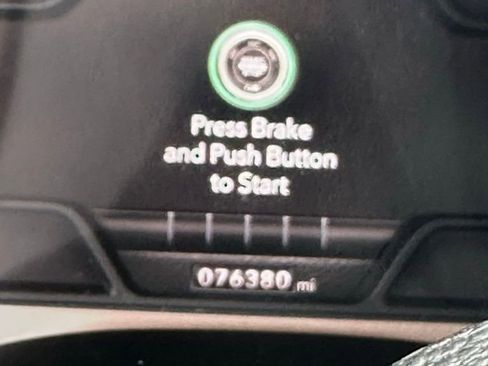 Press Brake
and Push Button
to Start
076380 mi